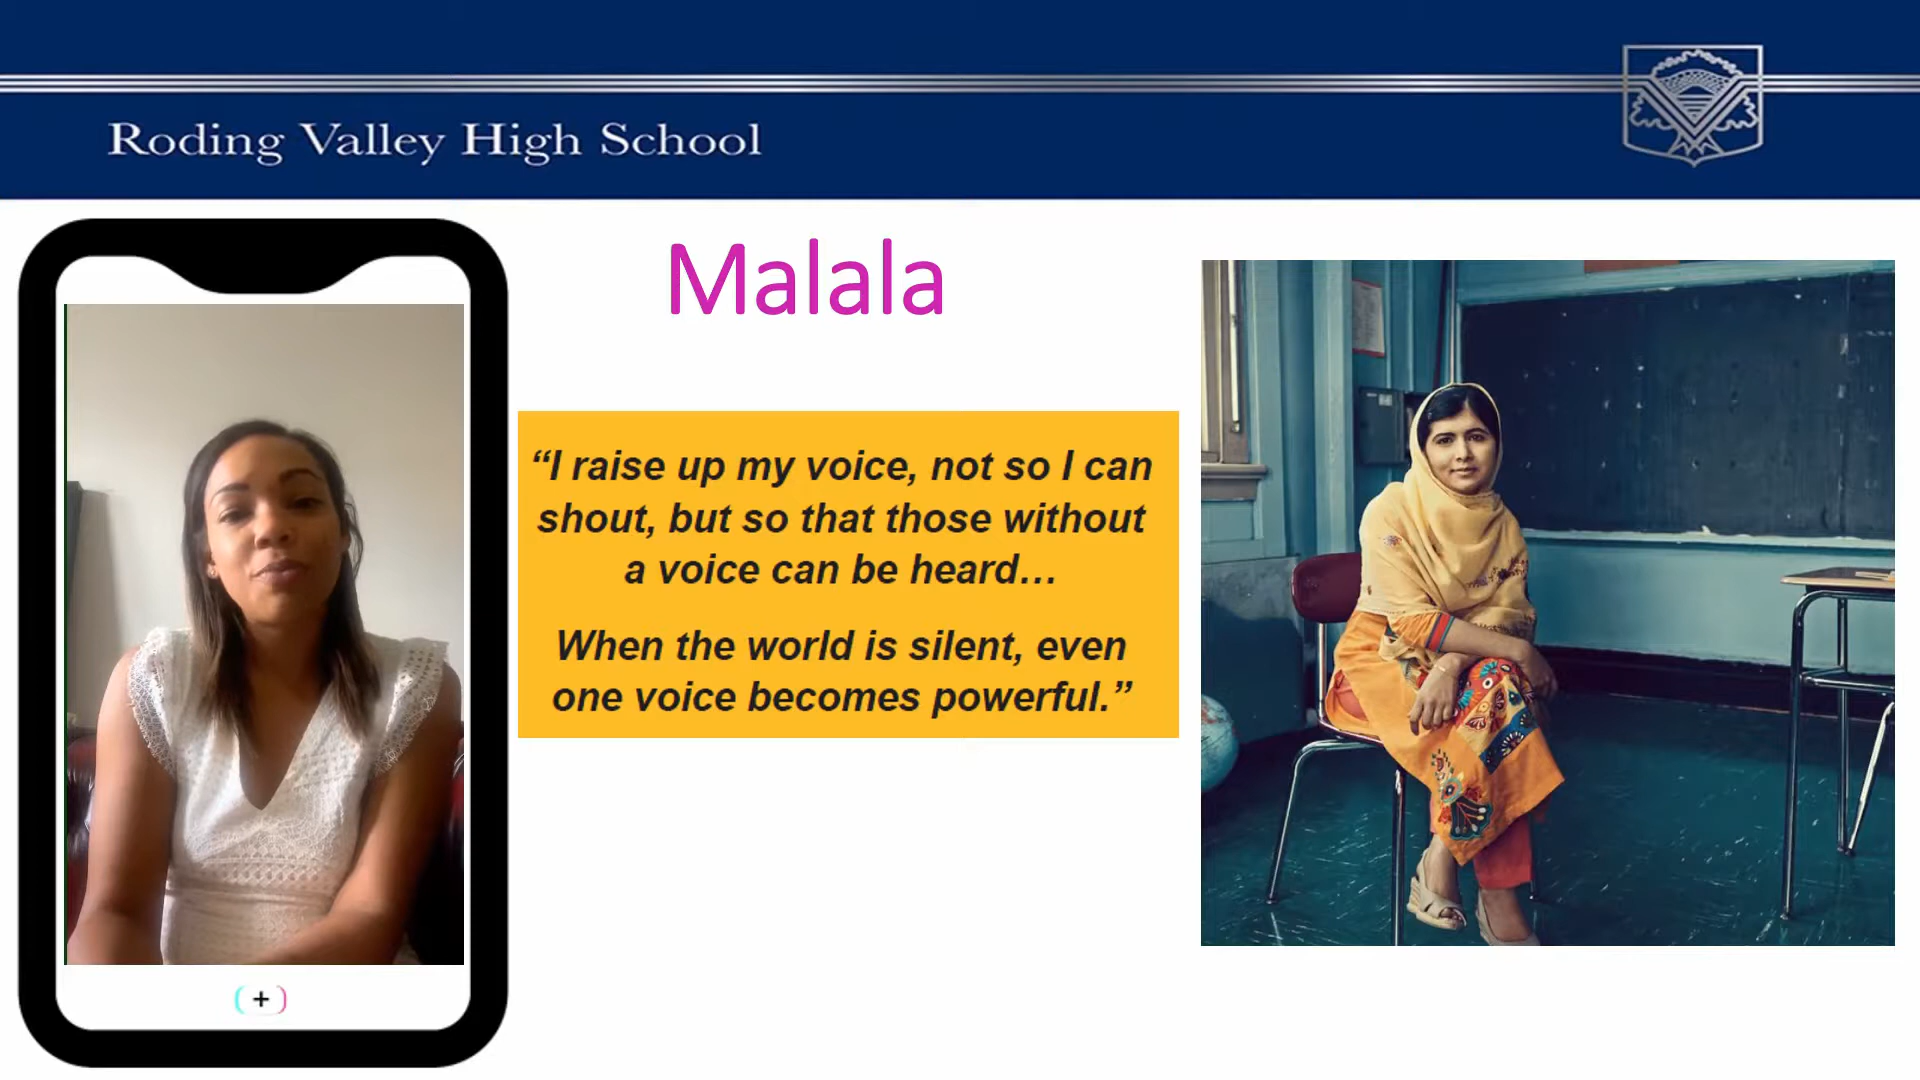 Roding Valley High School
Malala
“I raise up my voice, not so I can
shout, but so that those without
a voice can be heard…
When the world is silent, even
one voice becomes powerful.”
+